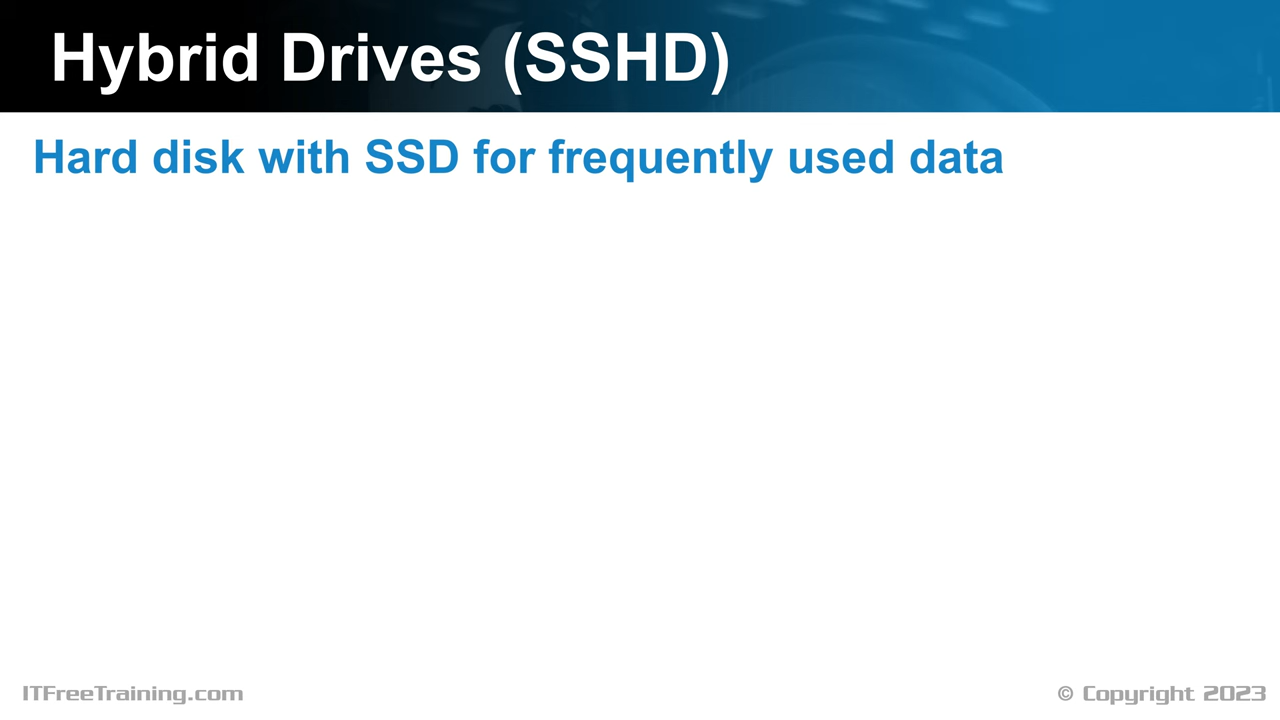 Hybrid Drives (SSHD)
Hard disk with SSD for frequently used data
ITFreeTraining.com
© Copyright 2023